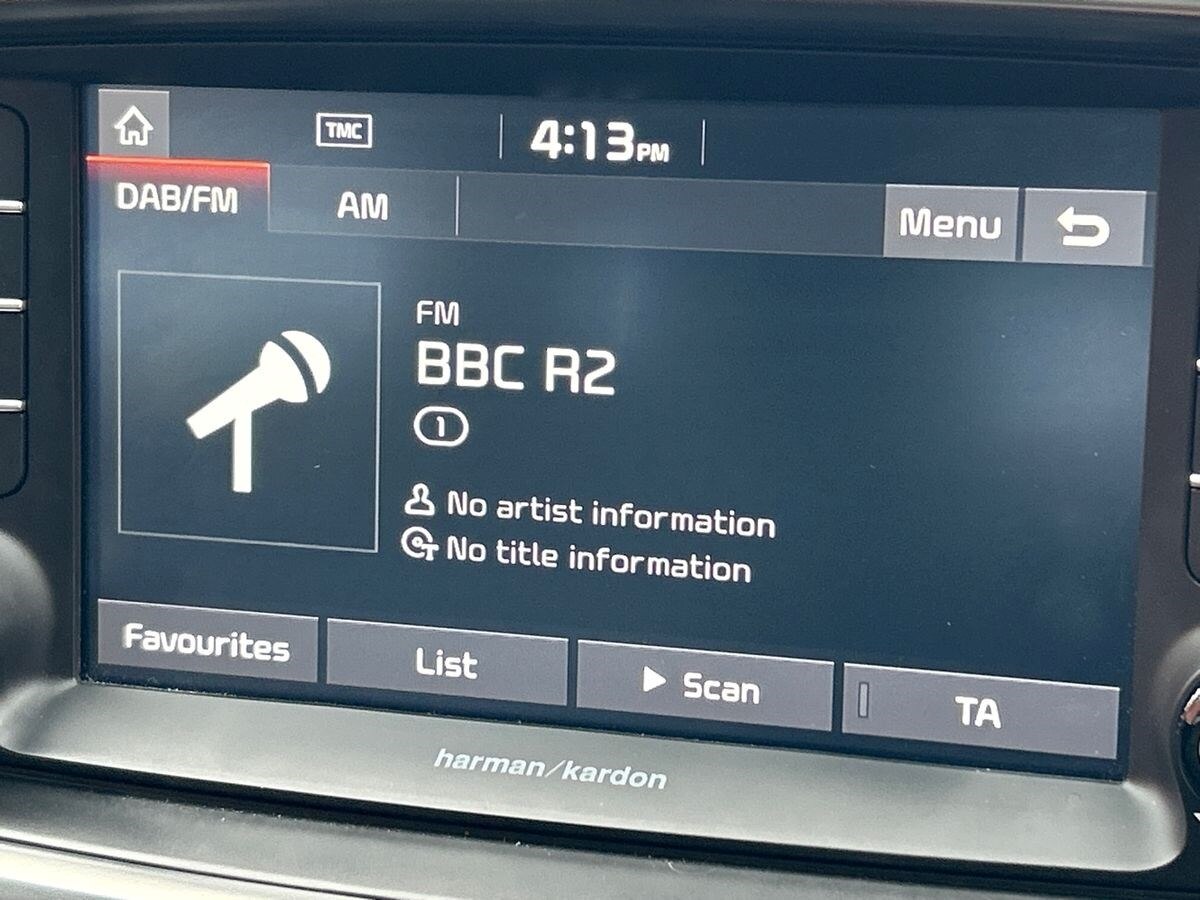 TMC
4:13PM
DAB/FM
AM
Menu
FM
BBC R2
1
No artist information
No title information
Favourites
List
Scan
TA
harman/kardon